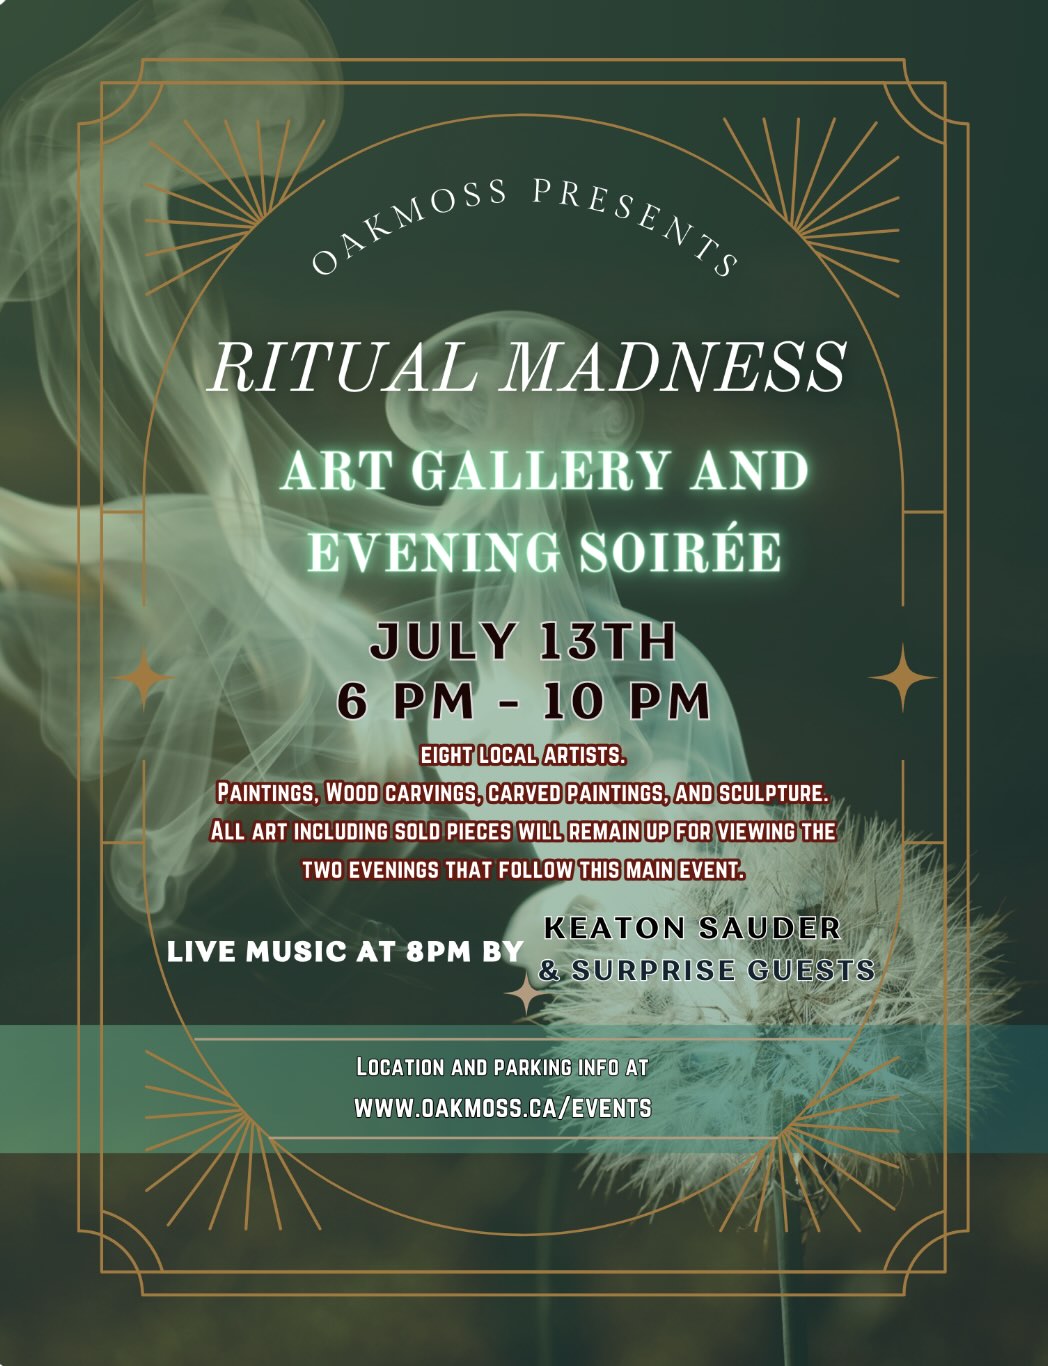 OAKMOSS PRESENTS
RITUAL MADNESS
ART GALLERY AND
EVENING SOIRÉE
JULY 13TH
6 PM - 10 PM
EIGHT LOCAL ARTISTS.
PAINTINGS, WOOD CARVINGS, CARVED PAINTINGS, AND SCULPTURE.
ALL ART INCLUDING SOLD PIECES WILL REMAIN UP FOR VIEWING THE
TWO EVENINGS THAT FOLLOW THIS MAIN EVENT.
LIVE MUSIC AT 8PM BY
KEATON SAUDER
& SURPRISE GUESTS
LOCATION AND PARKING INFO AT
WWW.OAKMOSS.CA/EVENTS